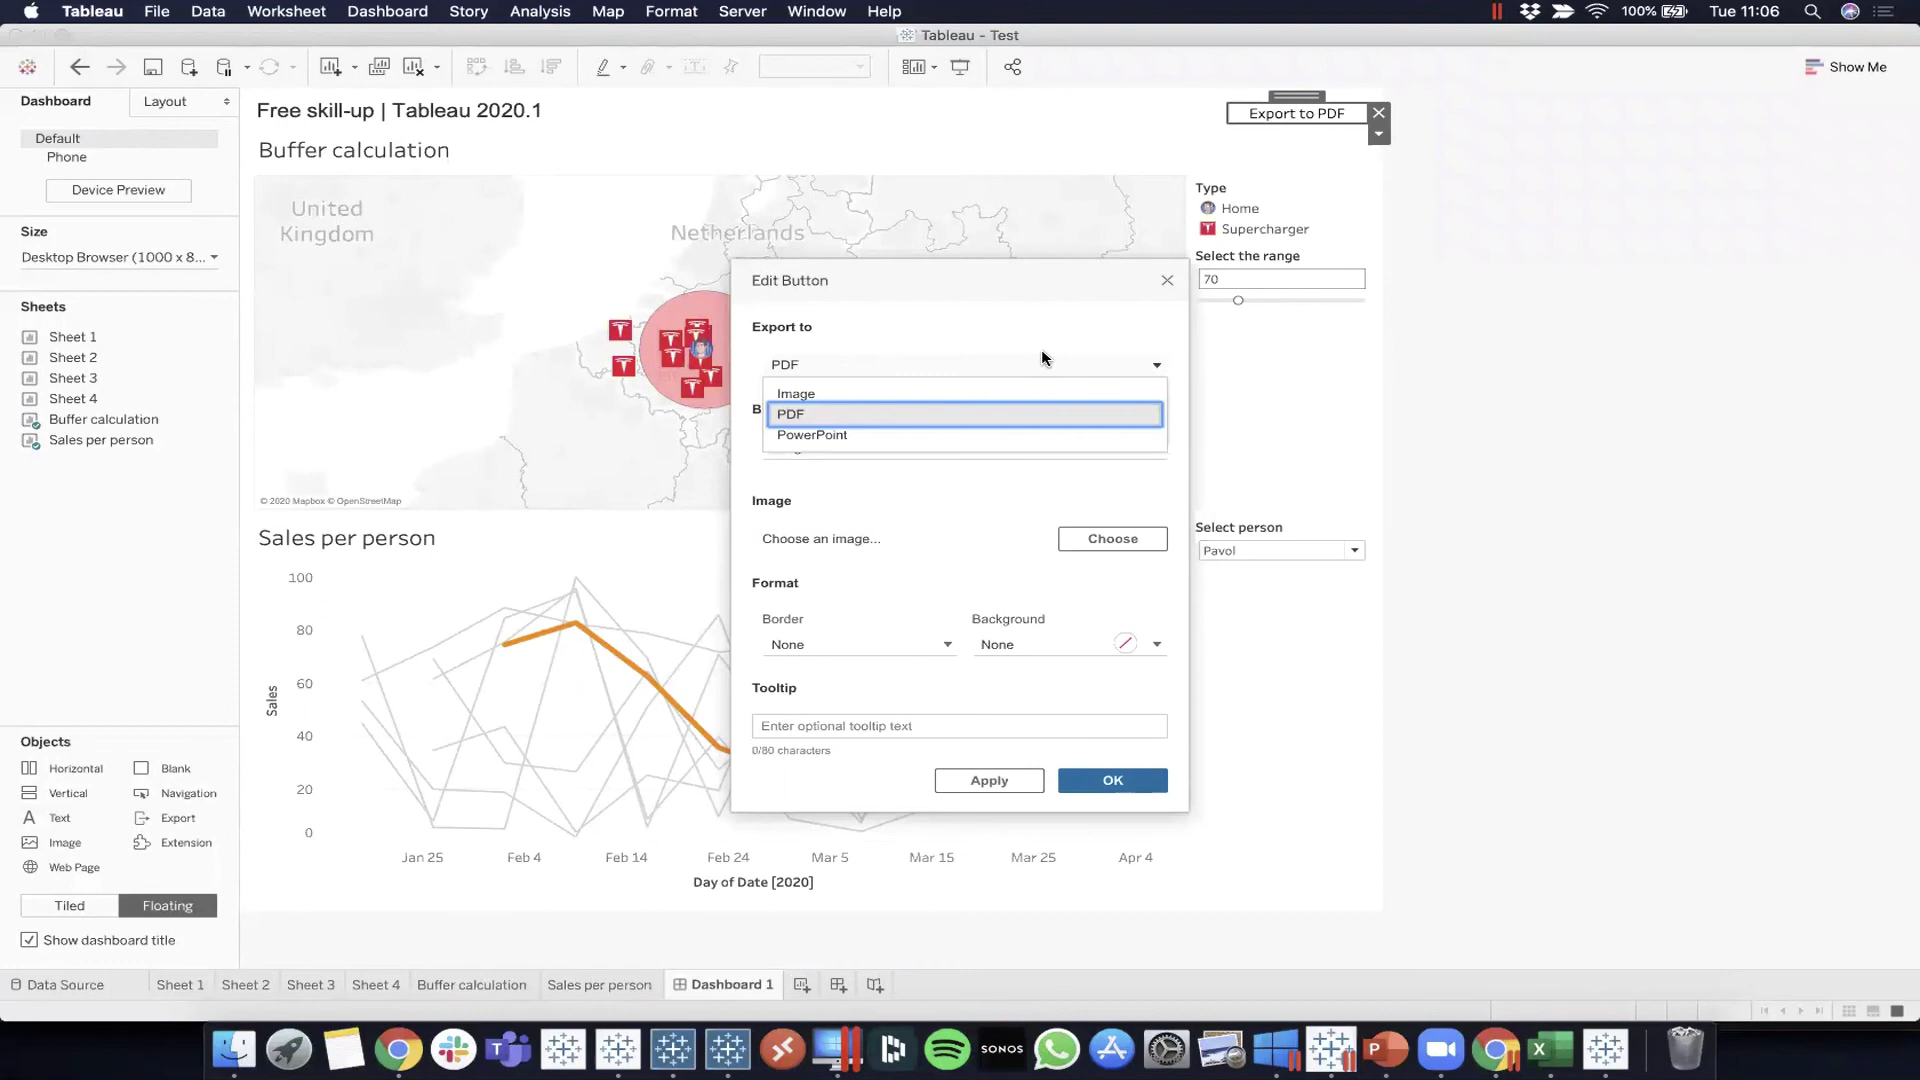 Tableau File Data Worksheet Dashboard Story Analysis Map Format Server Window Help 100% Tue 11:06
Tableau - Test
Show Me
Dashboard Layout
Default
Phone
Device Preview
Size
Desktop Browser (1000 x 8...
Sheets
Sheet 1
Sheet 2
Sheet 3
Sheet 4
Buffer calculation
Sales per person
Objects
Horizontal Blank
Vertical Navigation
Text Export
Image Extension
Web Page
Tiled Floating
Show dashboard title
Free skill-up | Tableau 2020.1
Export to PDF
Buffer calculation
United
Kingdom
Netherlands
© 2020 Mapbox © OpenStreetMap
Type
Home
Supercharger
Select the range
70
Edit Button
Export to
PDF
Image
PDF
PowerPoint
B
Image
Choose an image...
Choose
Format
Border Background
None None
Tooltip
Enter optional tooltip text
0/80 characters
Apply OK
Select person
Pavol
Sales per person
100
80
60
40
20
0
Sales
Jan 25 Feb 4 Feb 14 Feb 24 Mar 5 Mar 15 Mar 25 Apr 4
Day of Date [2020]
Data Source Sheet 1 Sheet 2 Sheet 3 Sheet 4 Buffer calculation Sales per person Dashboard 1
SONOS